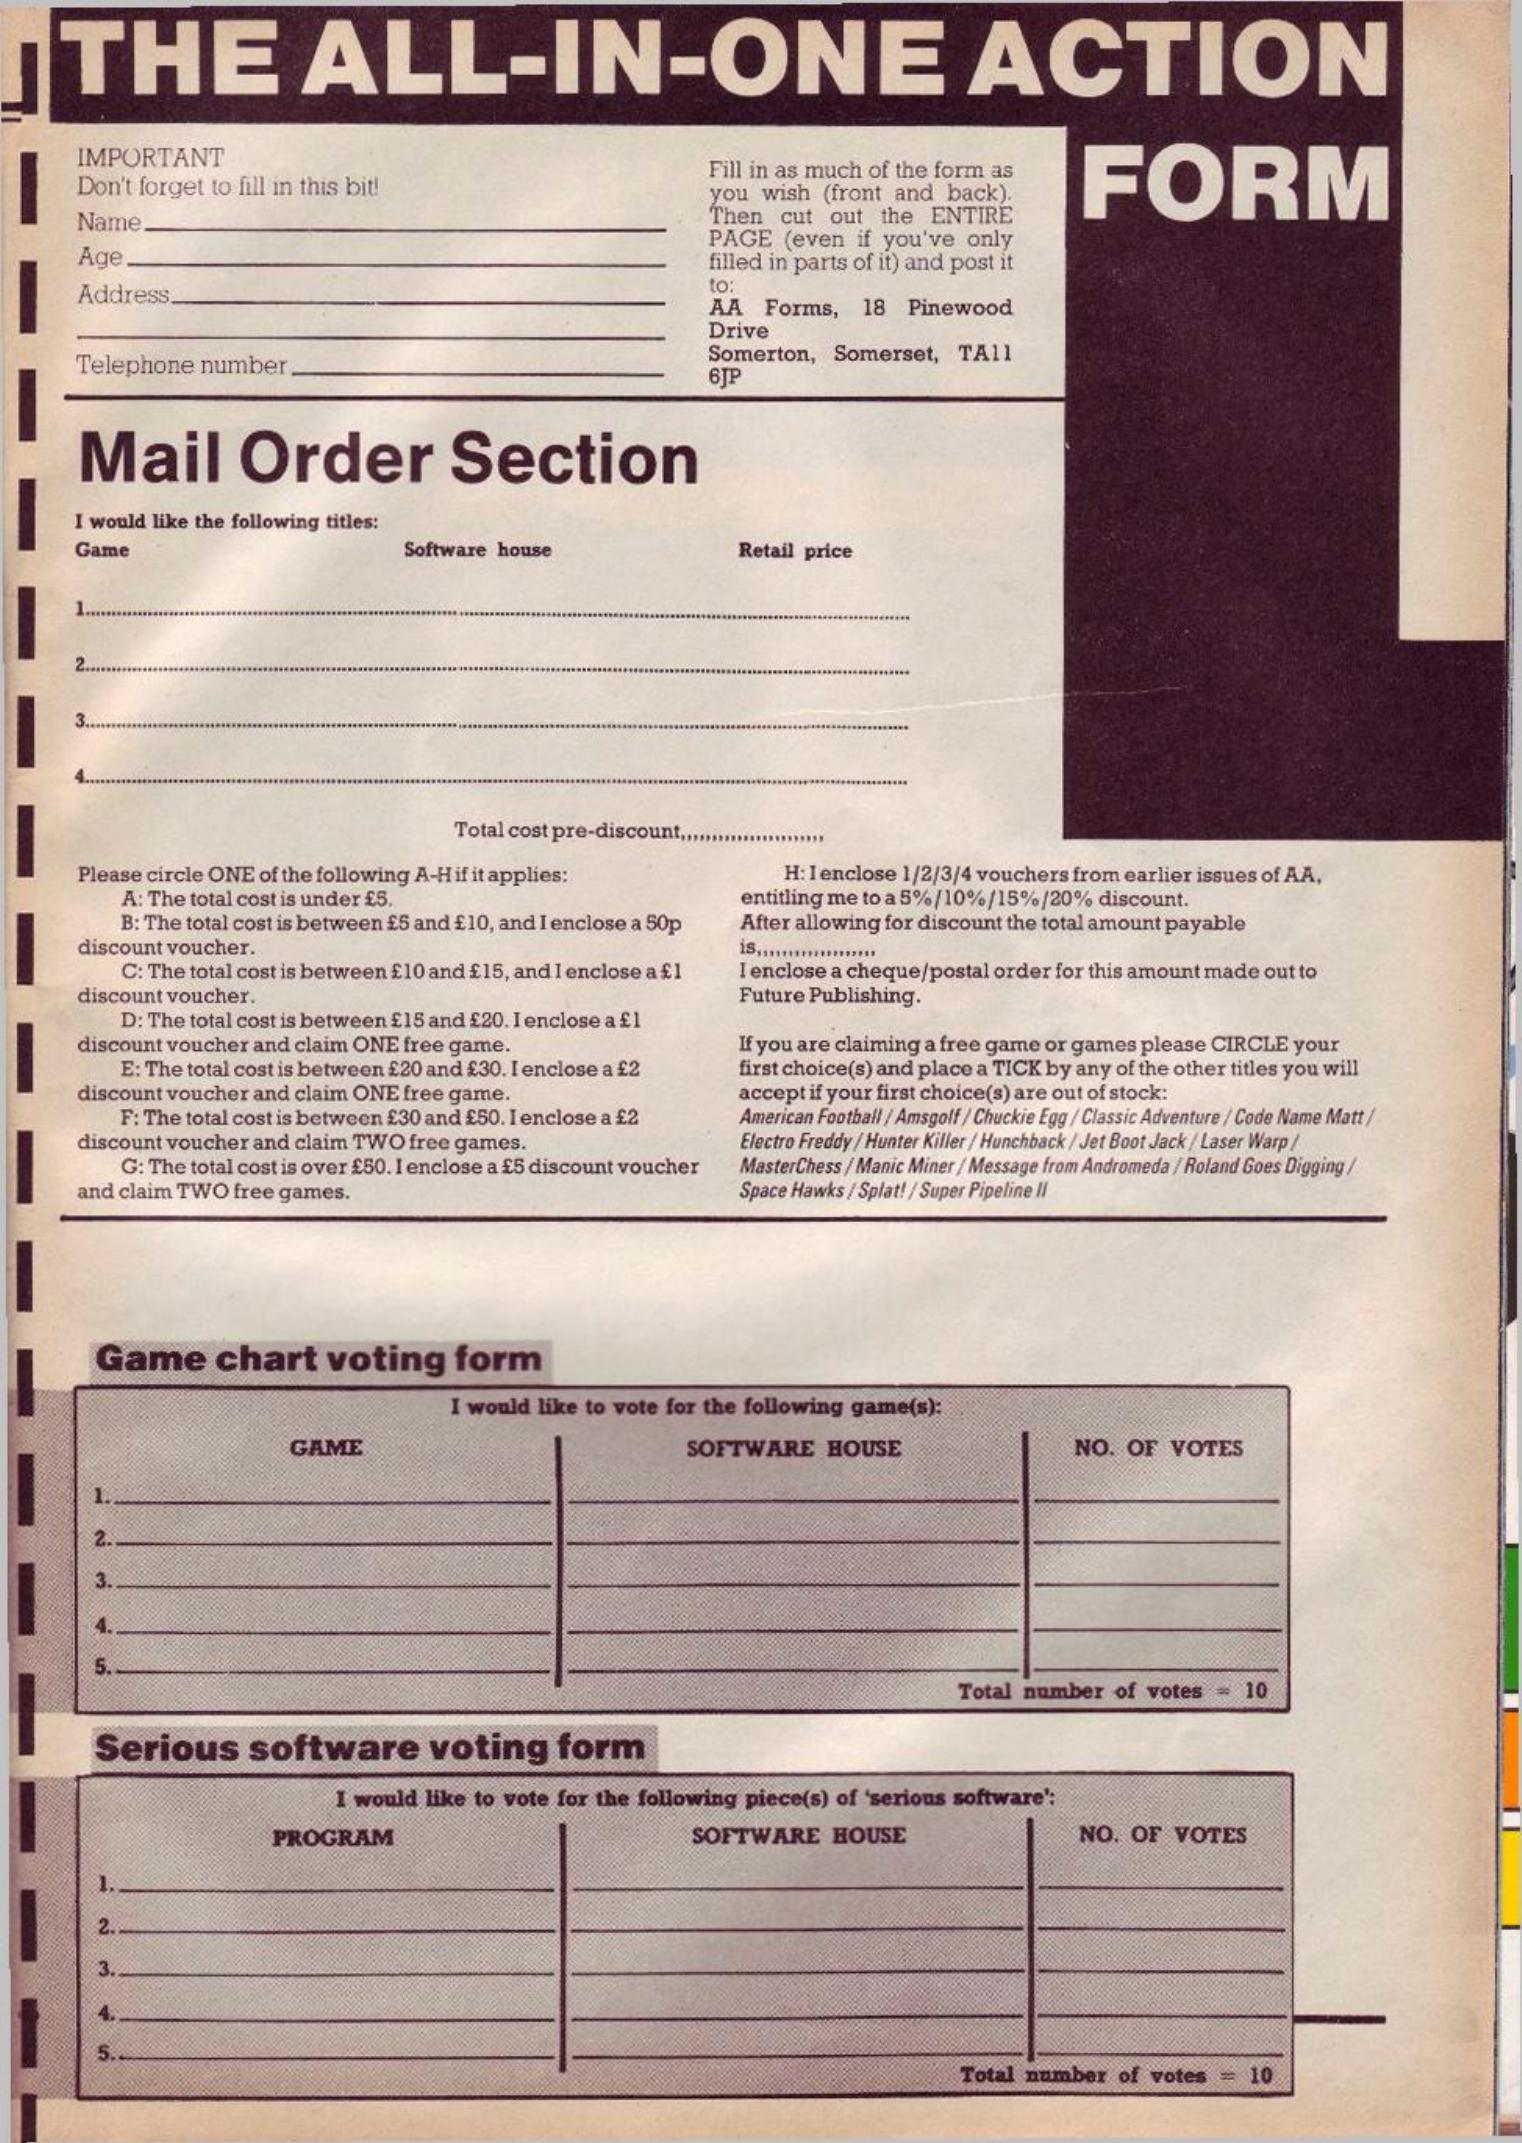 THE ALL-IN-ONE ACTION
FORM
IMPORTANT
Don't forget to fill in this bit!
Name
Age
Address
Telephone number
Fill in as much of the form as
you wish (front and back).
Then cut out the ENTIRE
PAGE (even if you've only
filled in parts of it) and post it
to:
AA Forms, 18 Pinewood
Drive
Somerton, Somerset, TA11
6JP
Mail Order Section
I would like the following titles:
Game Software house Retail price
1.
2.
3.
4.
Total cost pre-discount,,,,,,,,,,,,,,,,,,,,,,,
Please circle ONE of the following A-H if it applies:
A: The total cost is under £5.
B: The total cost is between £5 and £10, and I enclose a 50p
discount voucher.
C: The total cost is between £10 and £15, and I enclose a £1
discount voucher.
D: The total cost is between £15 and £20. I enclose a £1
discount voucher and claim ONE free game.
E: The total cost is between £20 and £30. I enclose a £2
discount voucher and claim ONE free game.
F: The total cost is between £30 and £50. I enclose a £2
discount voucher and claim TWO free games.
G: The total cost is over £50. I enclose a £5 discount voucher
and claim TWO free games.
H: I enclose 1/2/3/4 vouchers from earlier issues of AA,
entitling me to a 5%/10%/15%/20% discount.
After allowing for discount the total amount payable
is,,,,,,,,,,,,,,,,,,,
I enclose a cheque/postal order for this amount made out to
Future Publishing.
If you are claiming a free game or games please CIRCLE your
first choice(s) and place a TICK by any of the other titles you will
accept if your first choice(s) are out of stock:
American Football / Amsgolf / Chuckie Egg / Classic Adventure / Code Name Matt /
Electro Freddy / Hunter Killer / Hunchback / Jet Boot Jack / Laser Warp /
MasterChess / Manic Miner / Message from Andromeda / Roland Goes Digging /
Space Hawks / Splat! / Super Pipeline II
Game chart voting form
I would like to vote for the following game(s):
GAME SOFTWARE HOUSE NO. OF VOTES
1.
2.
3.
4.
5.
Total number of votes = 10
Serious software voting form
I would like to vote for the following piece(s) of 'serious software':
PROGRAM SOFTWARE HOUSE NO. OF VOTES
1.
2.
3.
4.
5.
Total number of votes = 10